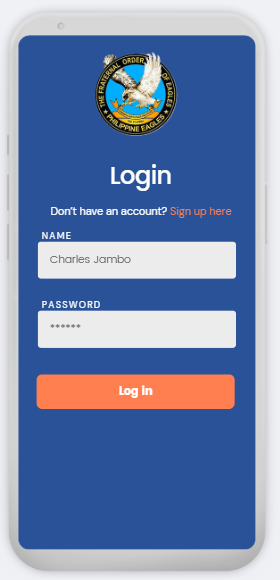 THE FRATERNAL ORDER OF EAGLES
PHILIPPINE EAGLES
Login
Don't have an account? Sign up here
NAME
Charles Jambo
PASSWORD
******
Log in